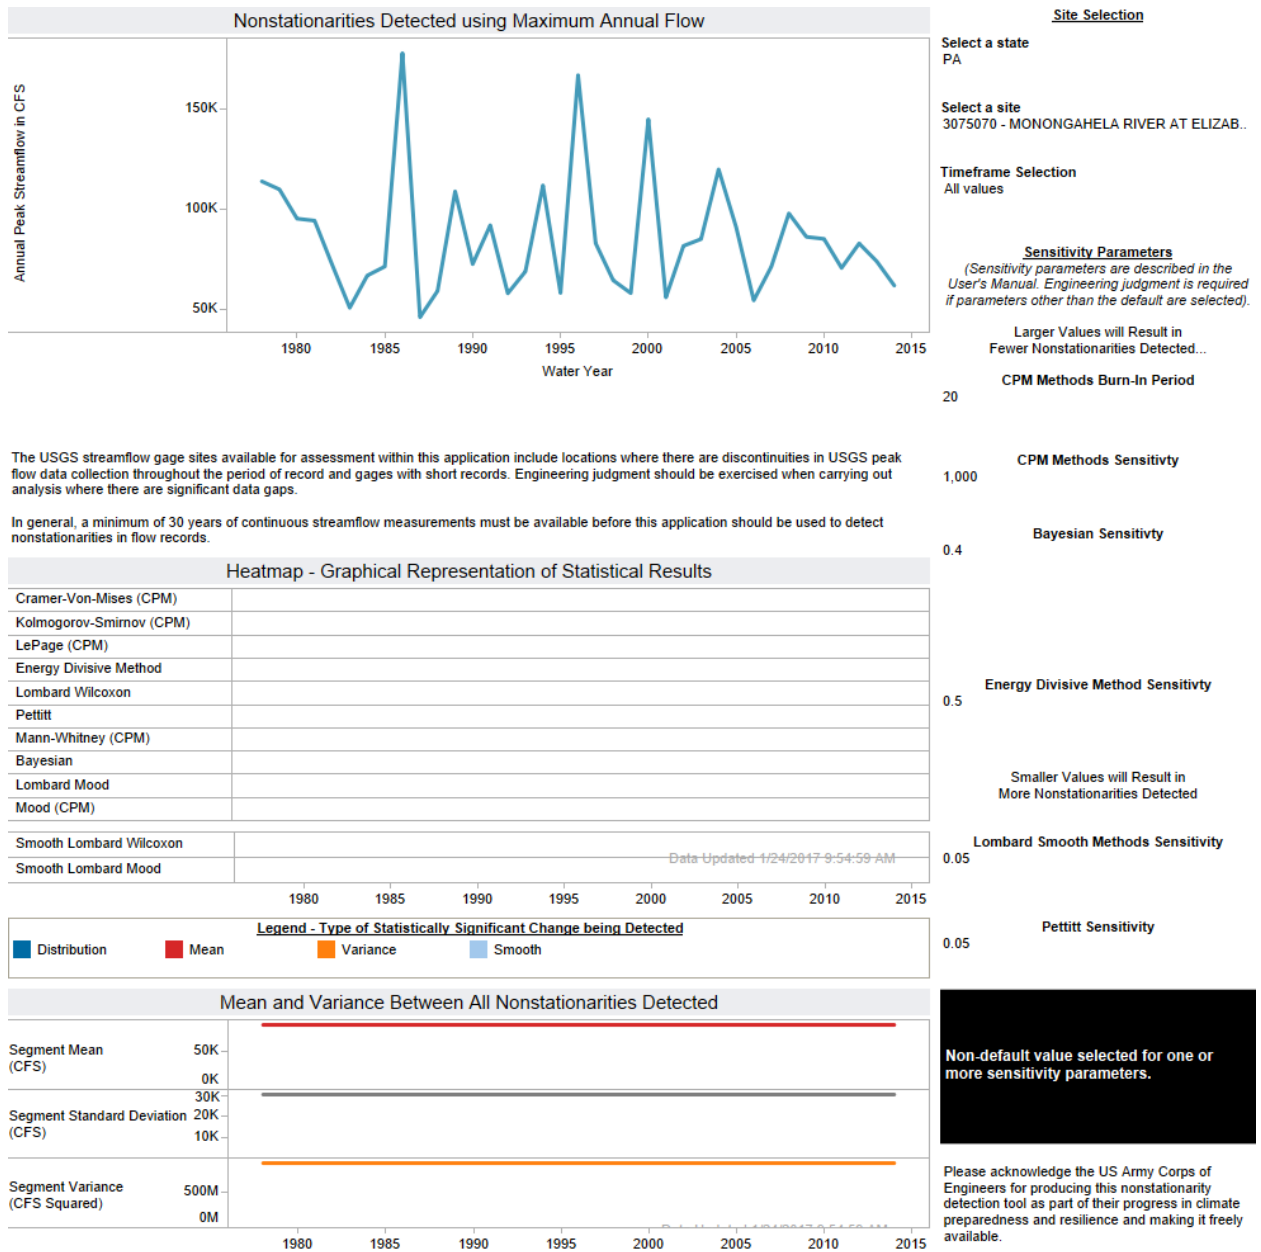 Nonstationarities Detected using Maximum Annual Flow
Annual Peak Streamflow in CFS
150K
100K
50K
1980 1985 1990 1995 2000 2005 2010 2015
Water Year
Site Selection
Select a state
PA
Select a site
3075070 - MONONGAHELA RIVER AT ELIZAB..
Timeframe Selection
All values
Sensitivity Parameters
(Sensitivity parameters are described in the
User's Manual. Engineering judgment is required
if parameters other than the default are selected).
Larger Values will Result in
Fewer Nonstationarities Detected...
CPM Methods Burn-In Period
20
CPM Methods Sensitivty
1,000
Bayesian Sensitivty
0.4
Energy Divisive Method Sensitivty
0.5
Smaller Values will Result in
More Nonstationarities Detected
Lombard Smooth Methods Sensitivity
0.05
Pettitt Sensitivity
0.05
The USGS streamflow gage sites available for assessment within this application include locations where there are discontinuities in USGS peak
flow data collection throughout the period of record and gages with short records. Engineering judgment should be exercised when carrying out
analysis where there are significant data gaps.
In general, a minimum of 30 years of continuous streamflow measurements must be available before this application should be used to detect
nonstationarities in flow records.
Heatmap - Graphical Representation of Statistical Results
Cramer-Von-Mises (CPM)
Kolmogorov-Smirnov (CPM)
LePage (CPM)
Energy Divisive Method
Lombard Wilcoxon
Pettitt
Mann-Whitney (CPM)
Bayesian
Lombard Mood
Mood (CPM)
Smooth Lombard Wilcoxon
Smooth Lombard Mood
Data Updated 1/24/2017 9:54:59 AM
1980 1985 1990 1995 2000 2005 2010 2015
Legend - Type of Statistically Significant Change being Detected
Distribution Mean Variance Smooth
Mean and Variance Between All Nonstationarities Detected
Segment Mean
(CFS)
50K
0K
Segment Standard Deviation
(CFS)
30K
20K
10K
Segment Variance
(CFS Squared)
500M
0M
Data Updated 1/24/2017 9:54:59 AM
1980 1985 1990 1995 2000 2005 2010 2015
Non-default value selected for one or
more sensitivity parameters.
Please acknowledge the US Army Corps of
Engineers for producing this nonstationarity
detection tool as part of their progress in climate
preparedness and resilience and making it freely
available.